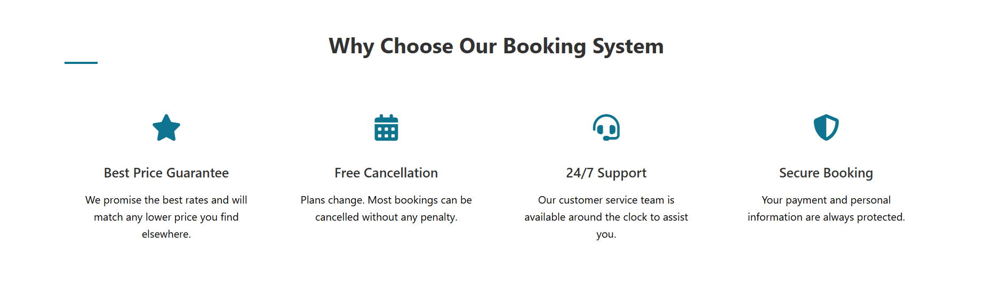 Why Choose Our Booking System
Best Price Guarantee
We promise the best rates and will
match any lower price you find
elsewhere.
Free Cancellation
Plans change. Most bookings can be
cancelled without any penalty.
24/7 Support
Our customer service team is
available around the clock to assist
you.
Secure Booking
Your payment and personal
information are always protected.